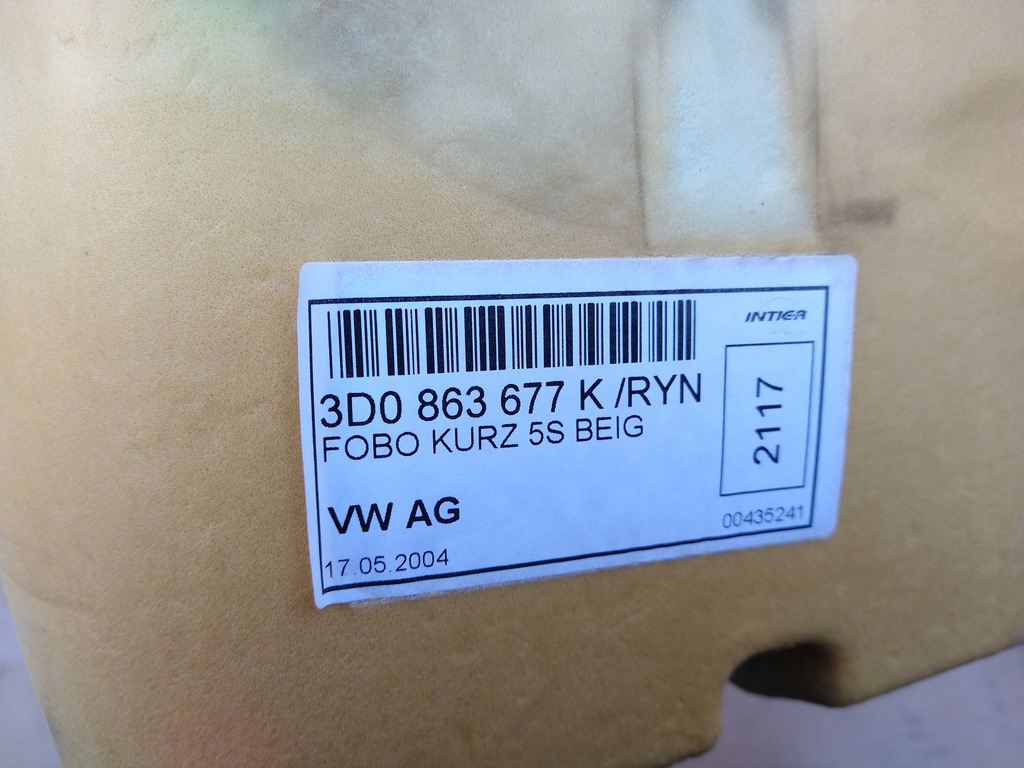 INTIER
3D0 863 677 K /RYN
FOBO KURZ 5S BEIG
2117
VW AG
00435241
17.05.2004